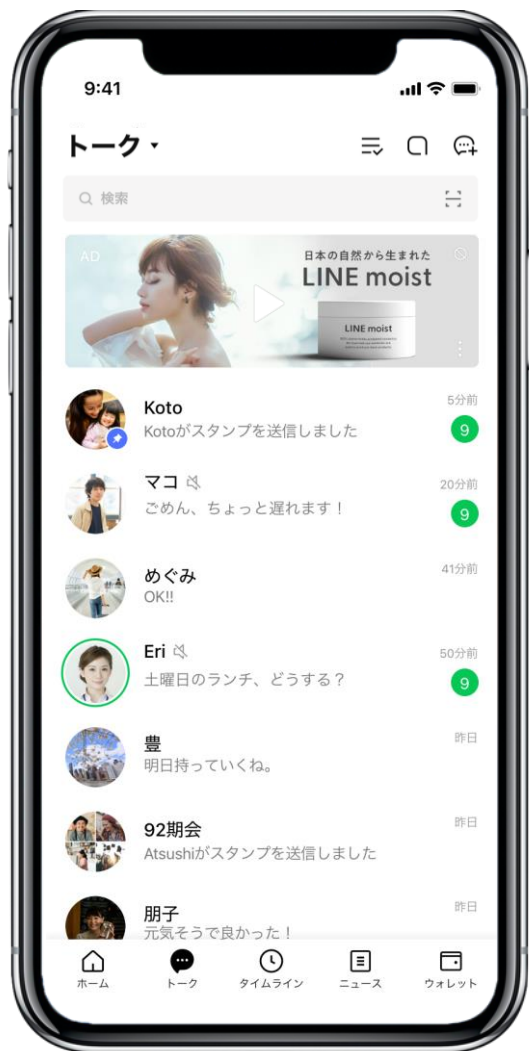 9:41
トーク
検索
AD
日本の自然から生まれた
LINE moist
LINE moist
Koto
5分前
Kotoがスタンプを送信しました
9
マコ
20分前
ごめん、ちょっと遅れます！
9
めぐみ
41分前
OK!!
Eri
50分前
土曜日のランチ、どうする？
9
豊
昨日
明日持っていくね。
92期会
昨日
Atsushiがスタンプを送信しました
朋子
昨日
元気そうで良かった！
ホーム
トーク
タイムライン
ニュース
ウォレット